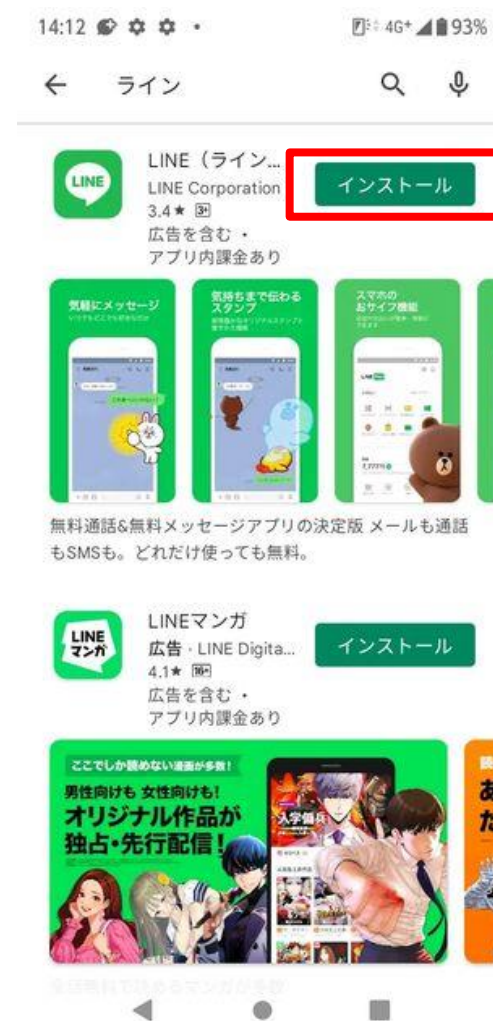 14:12
4G+ 93%
ライン
LINE
LINE（ライン...
LINE Corporation
3.4★ 3+
広告を含む・
アプリ内課金あり
インストール
気軽にメッセージ
気持ちまで伝わる
スタンプ
スマホの
おサイフ機能
無料通話&無料メッセージアプリの決定版 メールも通話
もSMSも。どれだけ使っても無料。
LINE
マンガ
LINEマンガ
広告・LINE Digita...
4.1★ 16+
広告を含む・
アプリ内課金あり
インストール
ここでしか読めない漫画が多数！
男性向けも 女性向けも!
オリジナル作品が
独占・先行配信！
入学傭兵